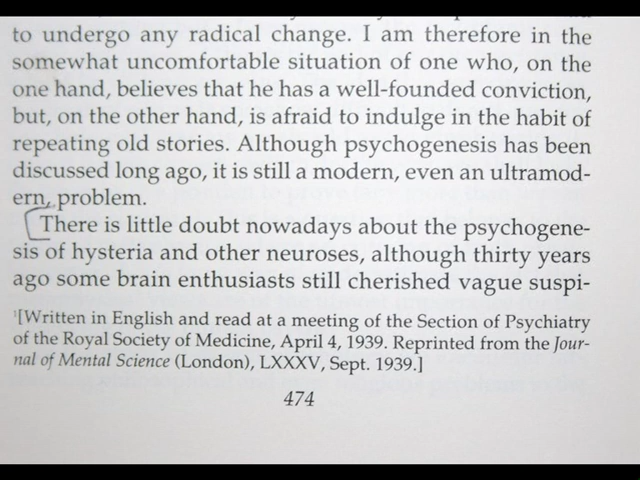 to undergo any radical change. I am therefore in the
somewhat uncomfortable situation of one who, on the
one hand, believes that he has a well-founded conviction,
but, on the other hand, is afraid to indulge in the habit of
repeating old stories. Although psychogenesis has been
discussed long ago, it is still a modern, even an ultramod-
ern, problem.
There is little doubt nowadays about the psychogene-
sis of hysteria and other neuroses, although thirty years
ago some brain enthusiasts still cherished vague suspi-
¹[Written in English and read at a meeting of the Section of Psychiatry
of the Royal Society of Medicine, April 4, 1939. Reprinted from the Jour-
nal of Mental Science (London), LXXXV, Sept. 1939.]
474